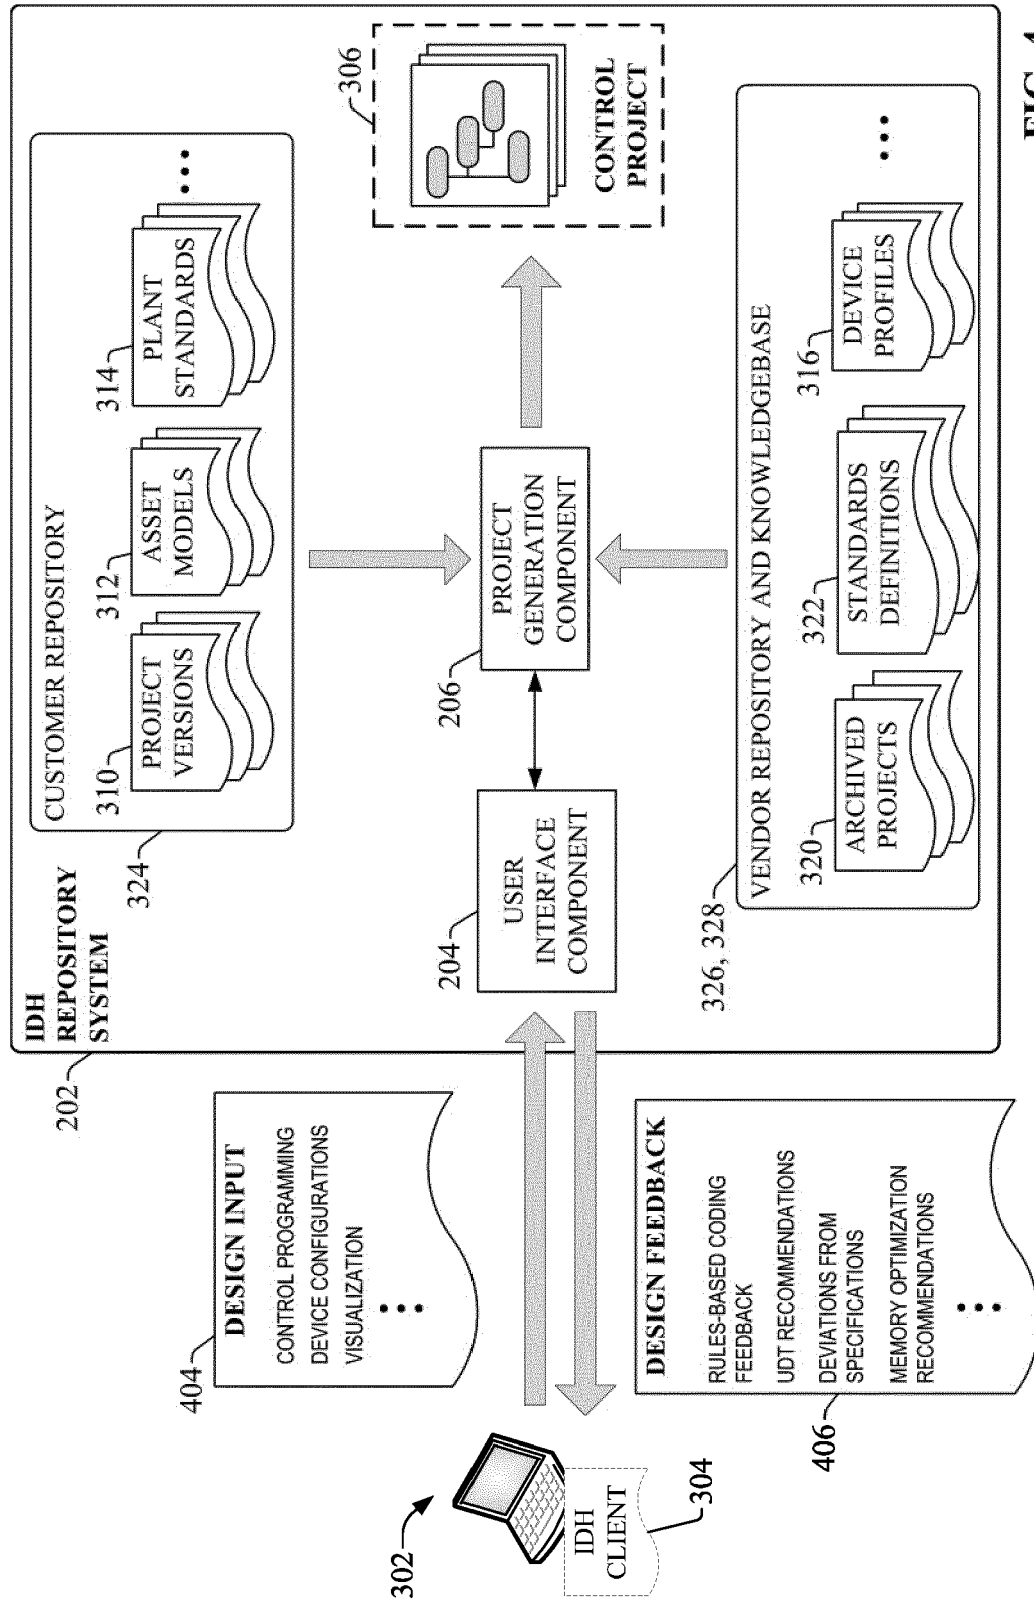 IDH
REPOSITORY
SYSTEM
202
CUSTOMER REPOSITORY
324
310
PROJECT
VERSIONS
312
ASSET
MODELS
314
PLANT
STANDARDS
...
404
DESIGN INPUT
CONTROL PROGRAMMING
DEVICE CONFIGURATIONS
VISUALIZATION
...
302
IDH
CLIENT
304
204
USER
INTERFACE
COMPONENT
206
PROJECT
GENERATION
COMPONENT
306
CONTROL
PROJECT
406
DESIGN FEEDBACK
RULES-BASED CODING
FEEDBACK
UDT RECOMMENDATIONS
DEVIATIONS FROM
SPECIFICATIONS
MEMORY OPTIMIZATION
RECOMMENDATIONS
...
326, 328
VENDOR REPOSITORY AND KNOWLEDGEBASE
320
ARCHIVED
PROJECTS
322
STANDARDS
DEFINITIONS
316
DEVICE
PROFILES
...